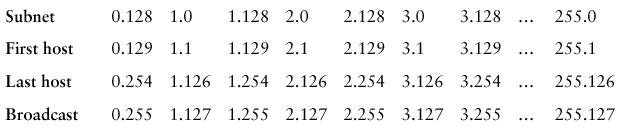 Subnet 0.128 1.0 1.128 2.0 2.128 3.0 3.128 ... 255.0
First host 0.129 1.1 1.129 2.1 2.129 3.1 3.129 ... 255.1
Last host 0.254 1.126 1.254 2.126 2.254 3.126 3.254 ... 255.126
Broadcast 0.255 1.127 1.255 2.127 2.255 3.127 3.255 ... 255.127